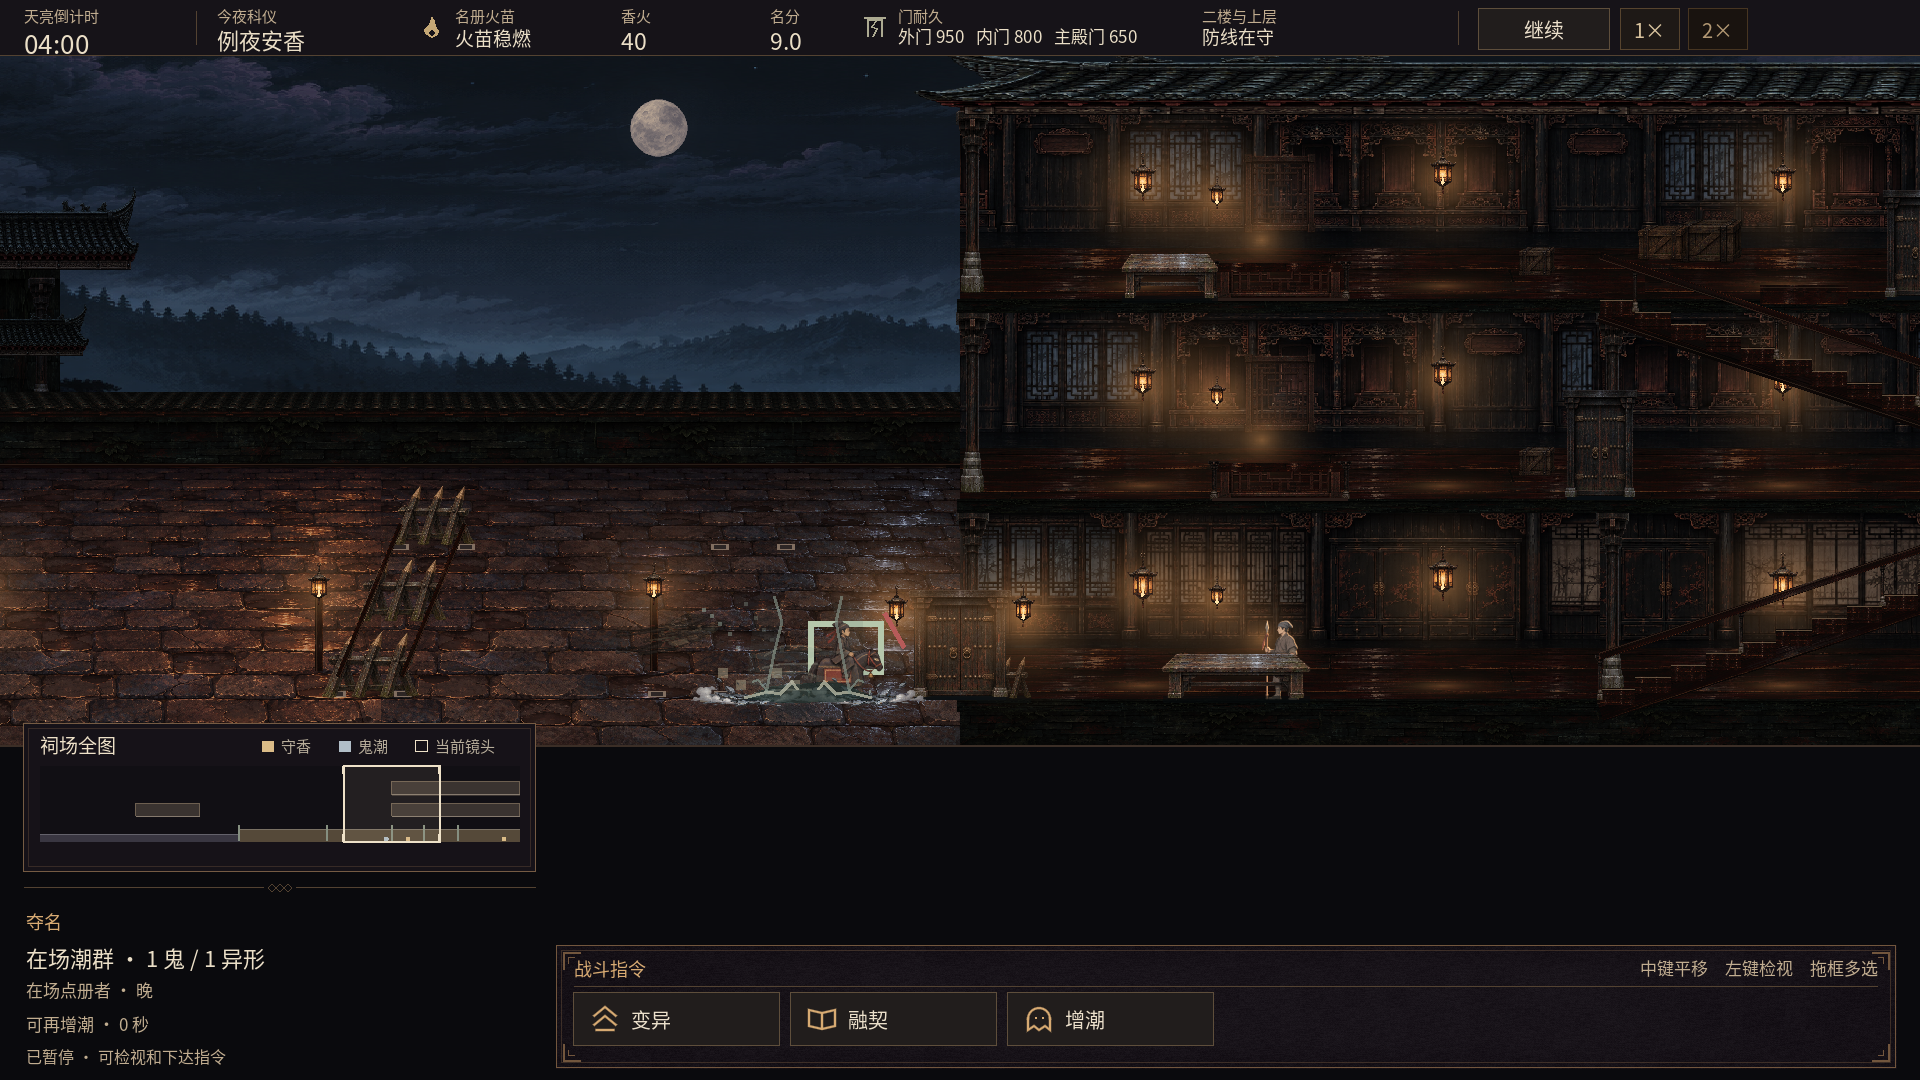 天亮倒计时
04:00
今夜科仪
例夜安香
名册火苗
火苗稳燃
香火
40
名分
9.0
门耐久
外门 950 内门 800 主殿门 650
二楼与上层
防线在守
继续
1×
2×
祠场全图
守香
鬼潮
当前镜头
夺名
在场潮群 · 1 鬼 / 1 异形
在场点册者 · 晚
可再增潮 · 0 秒
已暂停 · 可检视和下达指令
战斗指令
中键平移 左键检视 拖框多选
变异
融契
增潮